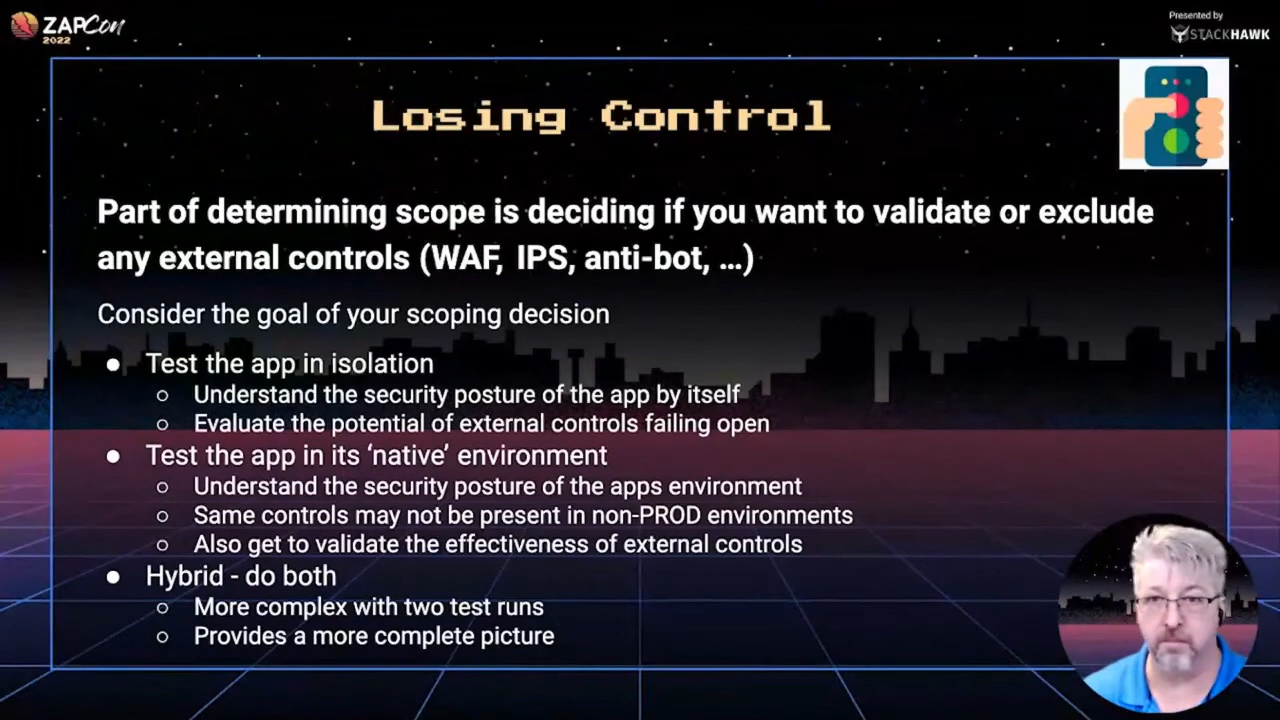 ZAPCon
2022
Presented by
STACKHAWK
Losing Control
Part of determining scope is deciding if you want to validate or exclude
any external controls (WAF, IPS, anti-bot, ...)
Consider the goal of your scoping decision
● Test the app in isolation
○ Understand the security posture of the app by itself
○ Evaluate the potential of external controls failing open
● Test the app in its ‘native’ environment
○ Understand the security posture of the apps environment
○ Same controls may not be present in non-PROD environments
○ Also get to validate the effectiveness of external controls
● Hybrid - do both
○ More complex with two test runs
○ Provides a more complete picture